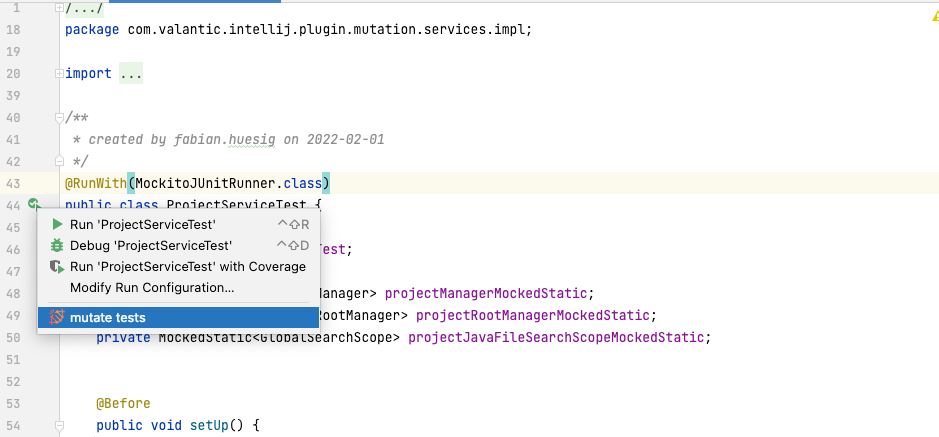 1 /.../
18 package com.valantic.intellij.plugin.mutation.services.impl;
19
20 import ...
39
40 /**
41 * created by fabian.huesig on 2022-02-01
42 */
43 @RunWith(MockitoJUnitRunner.class)
44 public class ProjectServiceTest {
45 Run 'ProjectServiceTest' ^⇧R
46 Debug 'ProjectServiceTest' ^⇧D est;
47 Run 'ProjectServiceTest' with Coverage
48 Modify Run Configuration... Manager> projectManagerMockedStatic;
49 mutate tests RootManager> projectRootManagerMockedStatic;
50 private MockedStatic<GlobalSearchScope> projectJavaFileSearchScopeMockedStatic;
51
52
53 @Before
54 public void setUp() {